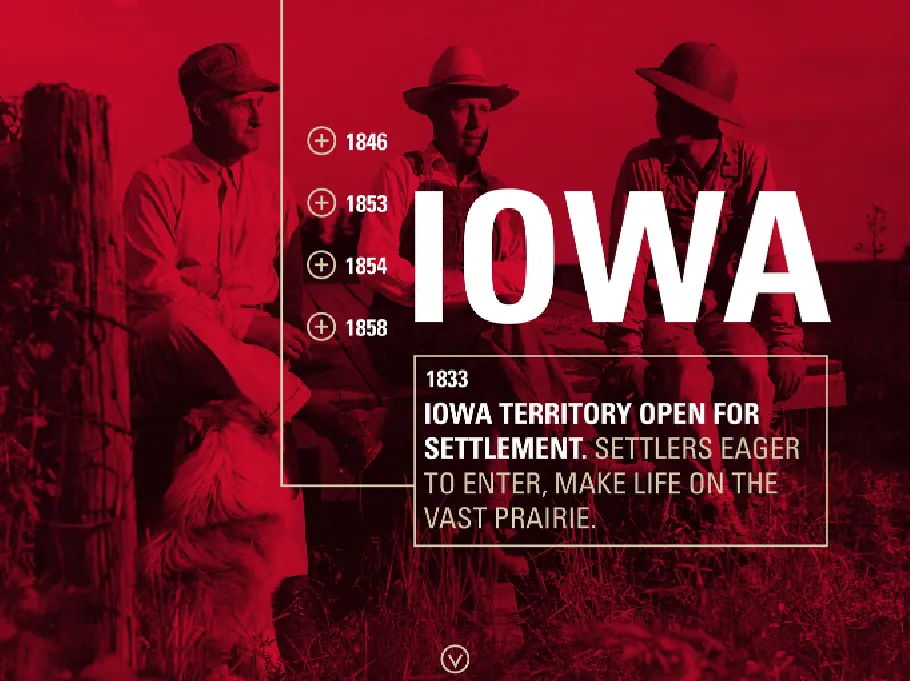 1846
1853
1854
1858
IOWA
1833
IOWA TERRITORY OPEN FOR
SETTLEMENT. SETTLERS EAGER
TO ENTER, MAKE LIFE ON THE
VAST PRAIRIE.